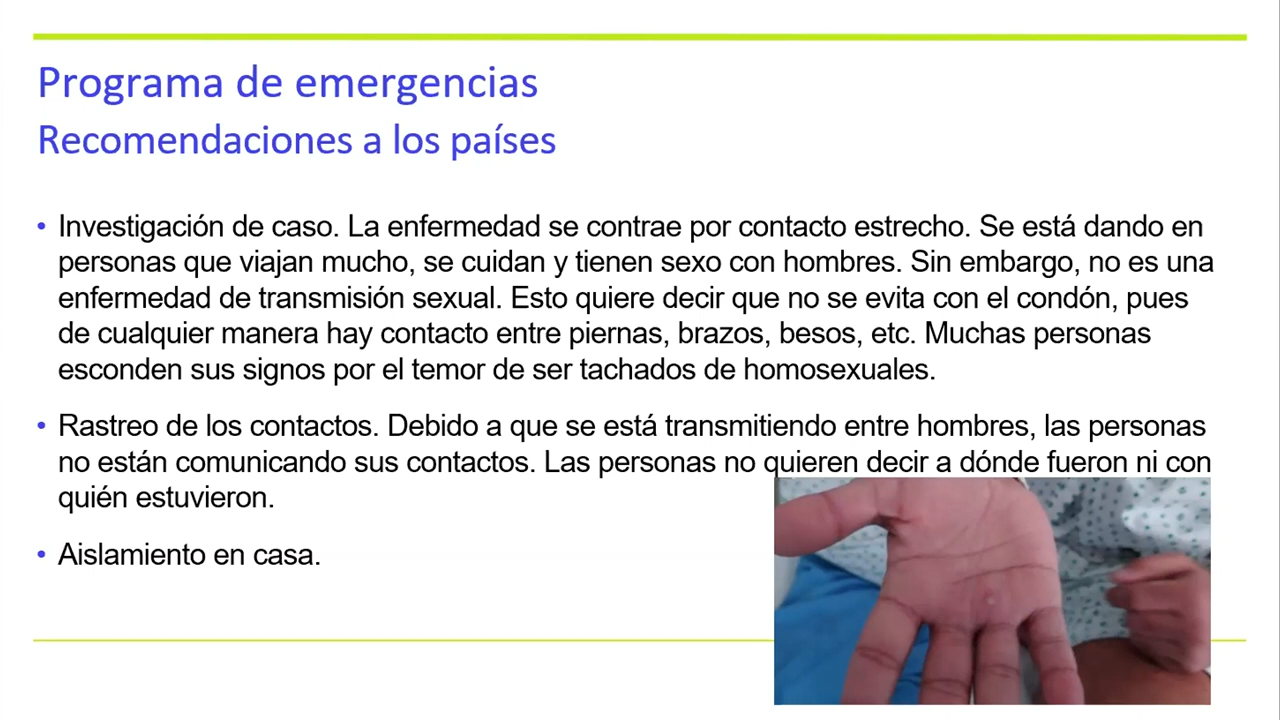 Programa de emergencias
Recomendaciones a los países
• Investigación de caso. La enfermedad se contrae por contacto estrecho. Se está dando en
personas que viajan mucho, se cuidan y tienen sexo con hombres. Sin embargo, no es una
enfermedad de transmisión sexual. Esto quiere decir que no se evita con el condón, pues
de cualquier manera hay contacto entre piernas, brazos, besos, etc. Muchas personas
esconden sus signos por el temor de ser tachados de homosexuales.
• Rastreo de los contactos. Debido a que se está transmitiendo entre hombres, las personas
no están comunicando sus contactos. Las personas no quieren decir a dónde fueron ni con
quién estuvieron.
• Aislamiento en casa.